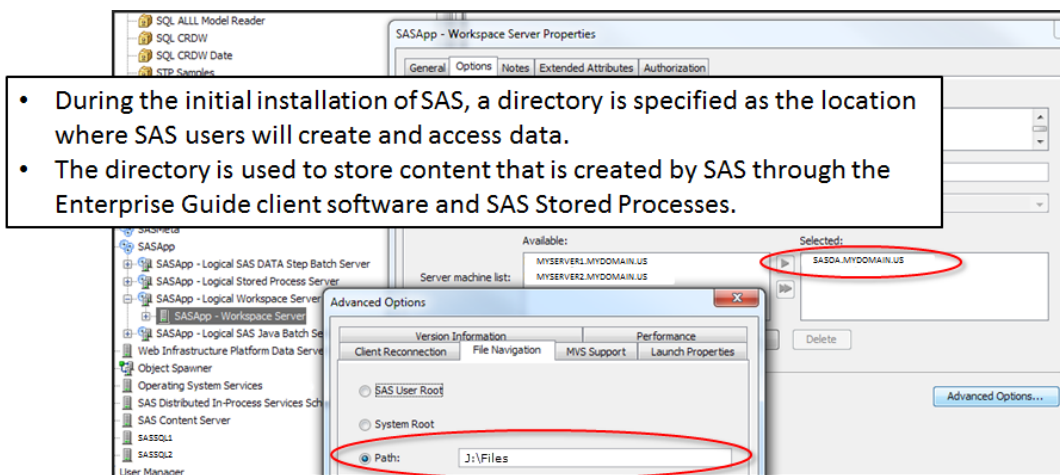 SQL ALLL Model Reader
SQL CRDW
SQL CRDW Date
STP Samples
SASApp - Workspace Server Properties
General Options Notes Extended Attributes Authorization
• During the initial installation of SAS, a directory is specified as the location
where SAS users will create and access data.
• The directory is used to store content that is created by SAS through the
Enterprise Guide client software and SAS Stored Processes.
SASMeta
SASApp
SASApp - Logical SAS DATA Step Batch Server
SASApp - Logical Stored Process Server
SASApp - Logical Workspace Server
SASApp - Workspace Server
SASApp - Logical SAS Java Batch Se
Web Infrastructure Platform Data Serve
Object Spawner
Operating System Services
SAS Distributed In-Process Services Sch
SAS Content Server
SASSQL1
SASSQL2
User Manager
Available:
Selected:
Server machine list:
MYSERVER1.MYDOMAIN.US
MYSERVER2.MYDOMAIN.US
SASOA.MYDOMAIN.US
Delete
Advanced Options...
Advanced Options
Version Information Performance
Client Reconnection File Navigation MVS Support Launch Properties
SAS User Root
System Root
Path: J:\Files